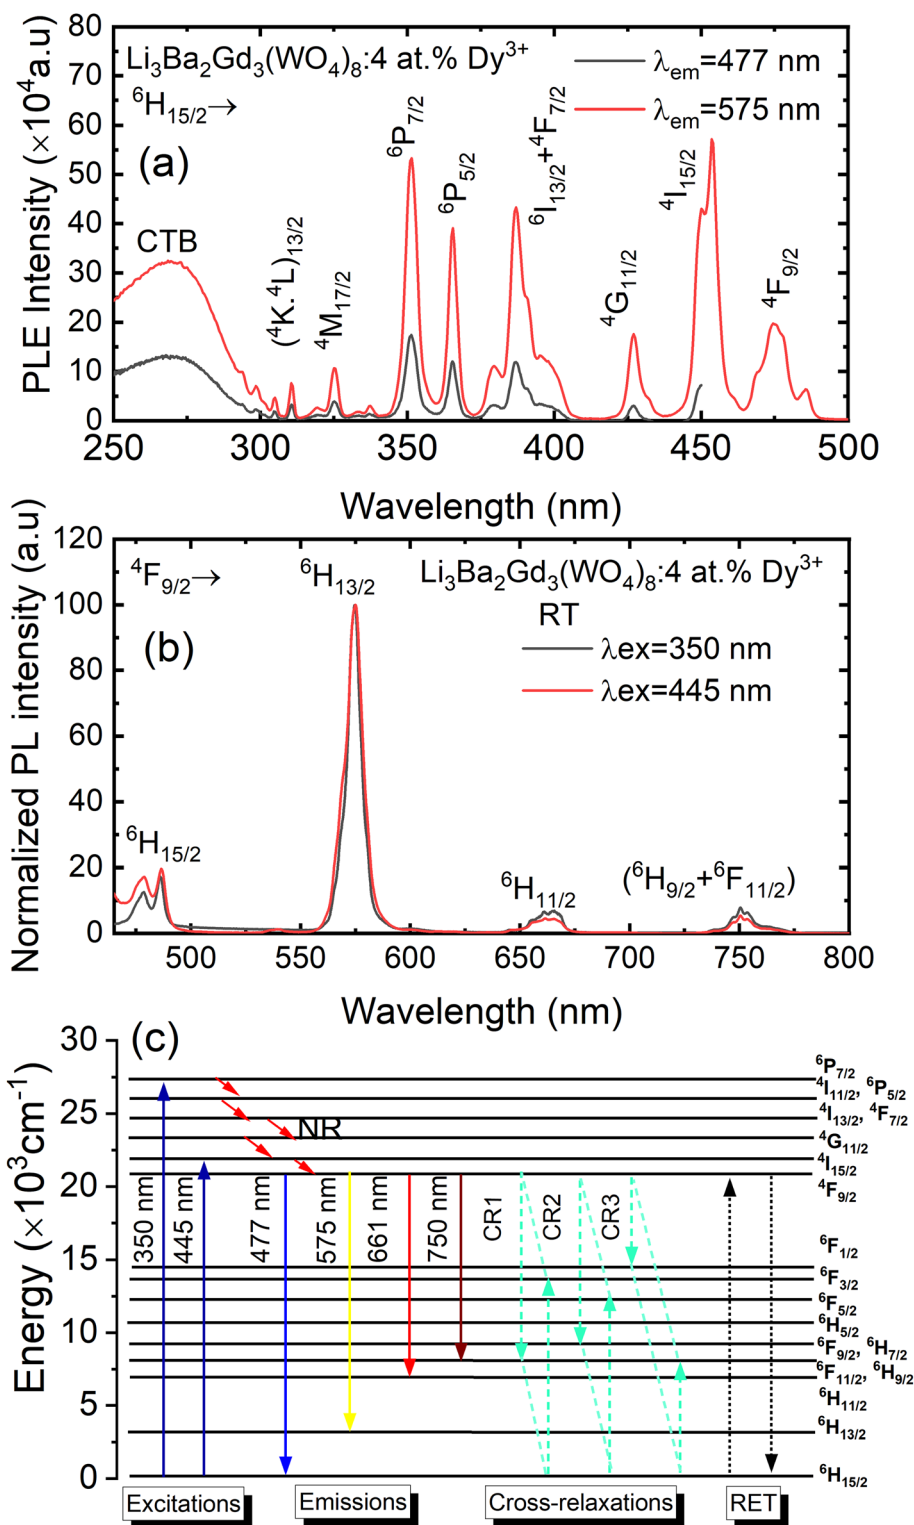 Li₃Ba₂Gd₃(WO₄)₈:4 at.% Dy³⁺
⁶H₁₅/₂→
(a)
λem=477 nm
λem=575 nm
CTB
(⁴K.⁴L)₁₃/₂
⁴M₁₇/₂
⁶P₇/₂
⁶P₅/₂
⁶I₁₃/₂+⁴F₇/₂
⁴G₁₁/₂
⁴I₁₅/₂
⁴F₉/₂
PLE Intensity (×10⁴a.u)
80
70
60
50
40
30
20
10
0
250 300 350 400 450 500
Wavelength (nm)
⁴F₉/₂→
⁶H₁₃/₂
Li₃Ba₂Gd₃(WO₄)₈:4 at.% Dy³⁺
RT
(b)
λex=350 nm
λex=445 nm
⁶H₁₅/₂
⁶H₁₁/₂
(⁶H₉/₂+⁶F₁₁/₂)
Normalized PL intensity (a.u)
120
100
80
60
40
20
0
500 550 600 650 700 750 800
Wavelength (nm)
(c)
Energy (×10³cm⁻¹)
30
25
20
15
10
5
0
NR
350 nm
445 nm
477 nm
575 nm
661 nm
750 nm
CR1
CR2
CR3
⁶P₇/₂
⁴I₁₁/₂, ⁶P₅/₂
⁴I₁₃/₂, ⁴F₇/₂
⁴G₁₁/₂
⁴I₁₅/₂
⁴F₉/₂
⁶F₁/₂
⁶F₃/₂
⁶F₅/₂
⁶H₅/₂
⁶F₉/₂, ⁶H₇/₂
⁶F₁₁/₂, ⁶H₉/₂
⁶H₁₁/₂
⁶H₁₃/₂
⁶H₁₅/₂
Excitations
Emissions
Cross-relaxations
RET